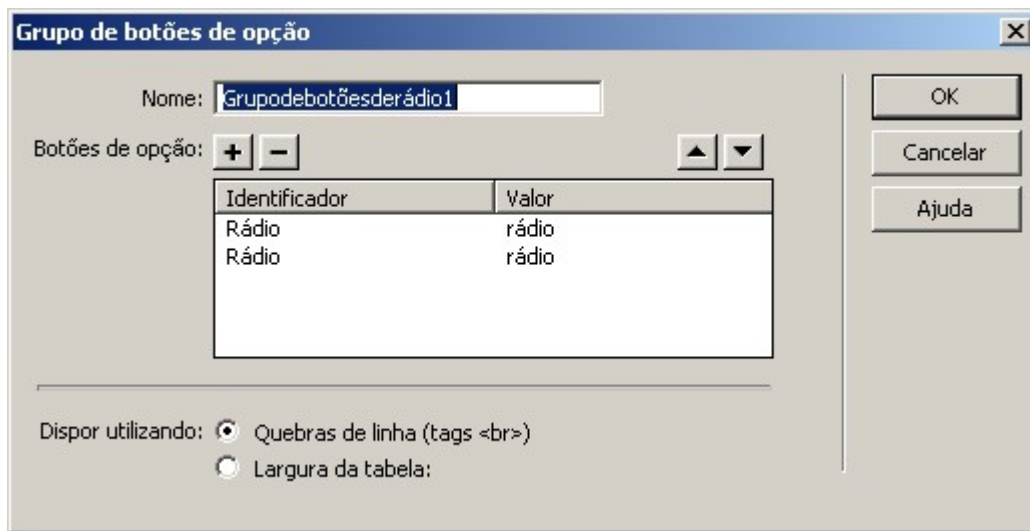 Grupo de botões de opção
Nome: Grupodebotõesderádio1
OK
Botões de opção:
Cancelar
Identificador Valor
Ajuda
Rádio rádio
Rádio rádio
Dispor utilizando: Quebras de linha (tags <br>)
Largura da tabela: